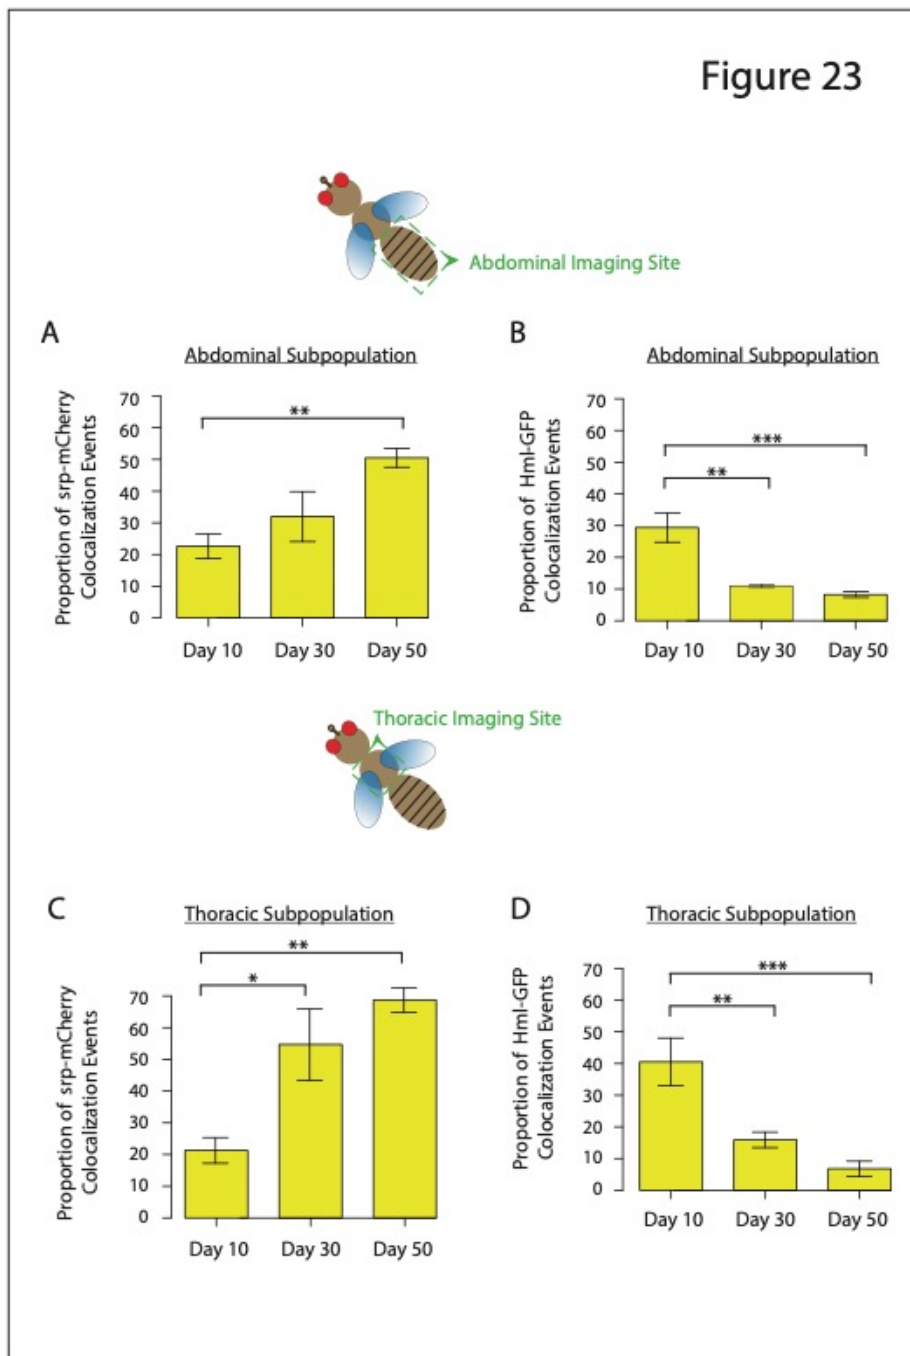 Figure 23
Abdominal Imaging Site
A
Abdominal Subpopulation
Proportion of srp-mCherry
Colocalization Events
70
60
50
40
30
20
10
0
**
Day 10 Day 30 Day 50
B
Abdominal Subpopulation
Proportion of Hml-GFP
Colocalization Events
70
60
50
40
30
20
10
0
***
**
Day 10 Day 30 Day 50
Thoracic Imaging Site
C
Thoracic Subpopulation
Proportion of srp-mCherry
Colocalization Events
70
60
50
40
30
20
10
0
**
*
Day 10 Day 30 Day 50
D
Thoracic Subpopulation
Proportion of Hml-GFP
Colocalization Events
70
60
50
40
30
20
10
0
***
**
Day 10 Day 30 Day 50